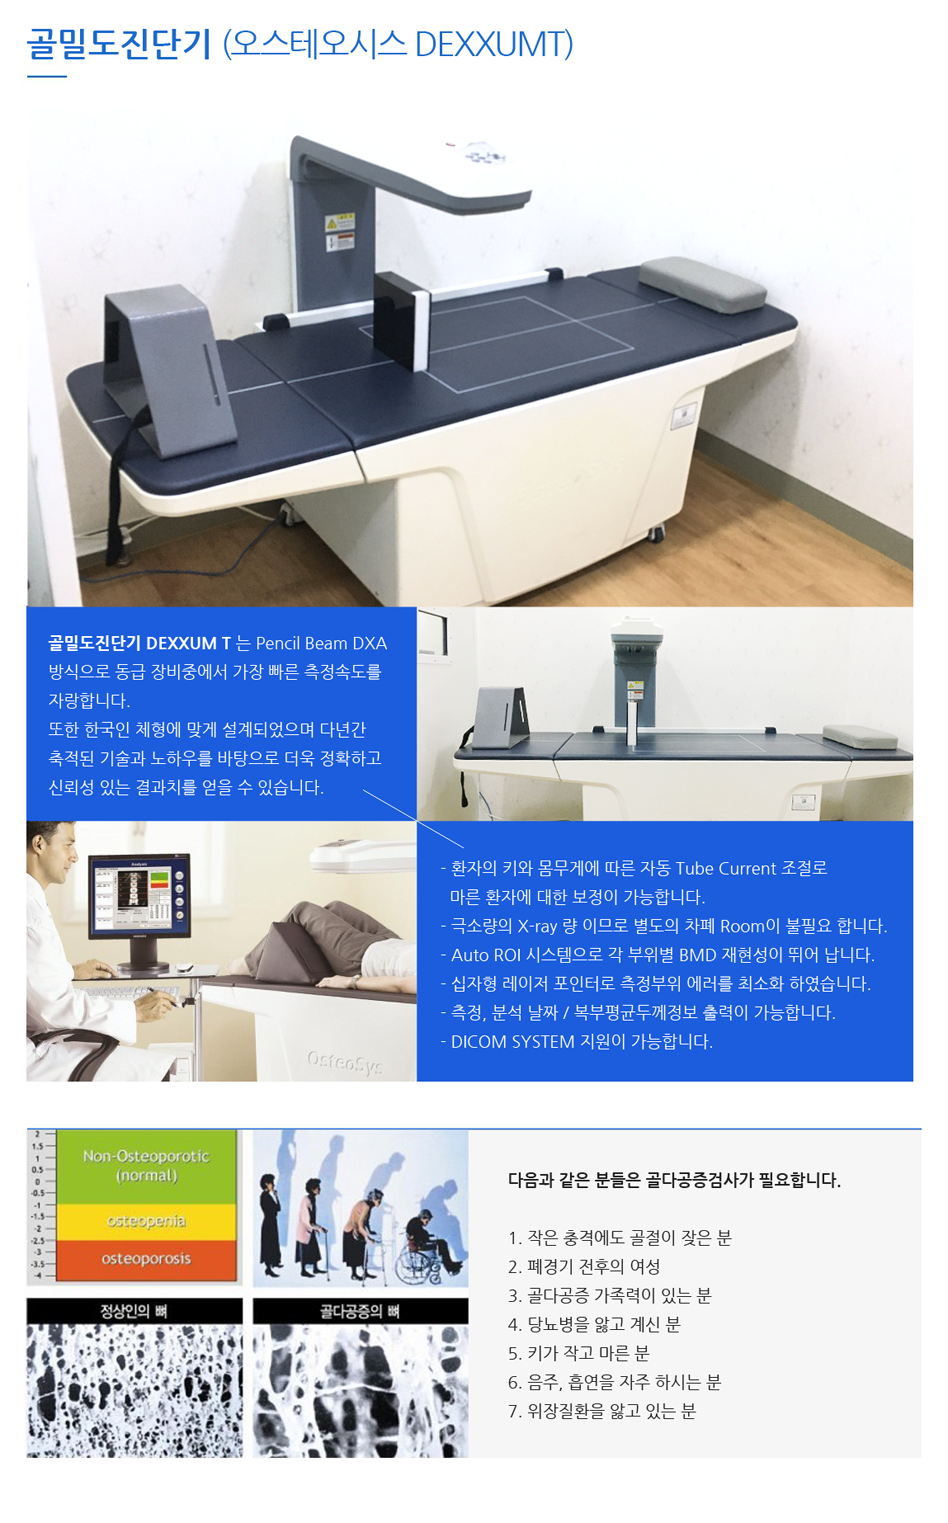 골밀도진단기 (오스테오시스 DEXXUMT)
골밀도진단기 DEXXUM T 는 Pencil Beam DXA
방식으로 동급 장비중에서 가장 빠른 측정속도를
자랑합니다.
또한 한국인 체형에 맞게 설계되었으며 다년간
축적된 기술과 노하우를 바탕으로 더욱 정확하고
신뢰성 있는 결과치를 얻을 수 있습니다.
Analysis
OsteoSys
- 환자의 키와 몸무게에 따른 자동 Tube Current 조절로
마른 환자에 대한 보정이 가능합니다.
- 극소량의 X-ray 량 이므로 별도의 차폐 Room이 불필요 합니다.
- Auto ROI 시스템으로 각 부위별 BMD 재현성이 뛰어 납니다.
- 십자형 레이저 포인터로 측정부위 에러를 최소화 하였습니다.
- 측정, 분석 날짜 / 복부평균두께정보 출력이 가능합니다.
- DICOM SYSTEM 지원이 가능합니다.
2
1.5
1
0.5
0
-0.5
-1
-1.5
-2
-2.5
-3
-3.5
-4
Non-Osteoporotic
(normal)
osteopenia
osteoporosis
정상인의 뼈
골다공증의 뼈
다음과 같은 분들은 골다공증검사가 필요합니다.
1. 작은 충격에도 골절이 잦은 분
2. 폐경기 전후의 여성
3. 골다공증 가족력이 있는 분
4. 당뇨병을 앓고 계신 분
5. 키가 작고 마른 분
6. 음주, 흡연을 자주 하시는 분
7. 위장질환을 앓고 있는 분